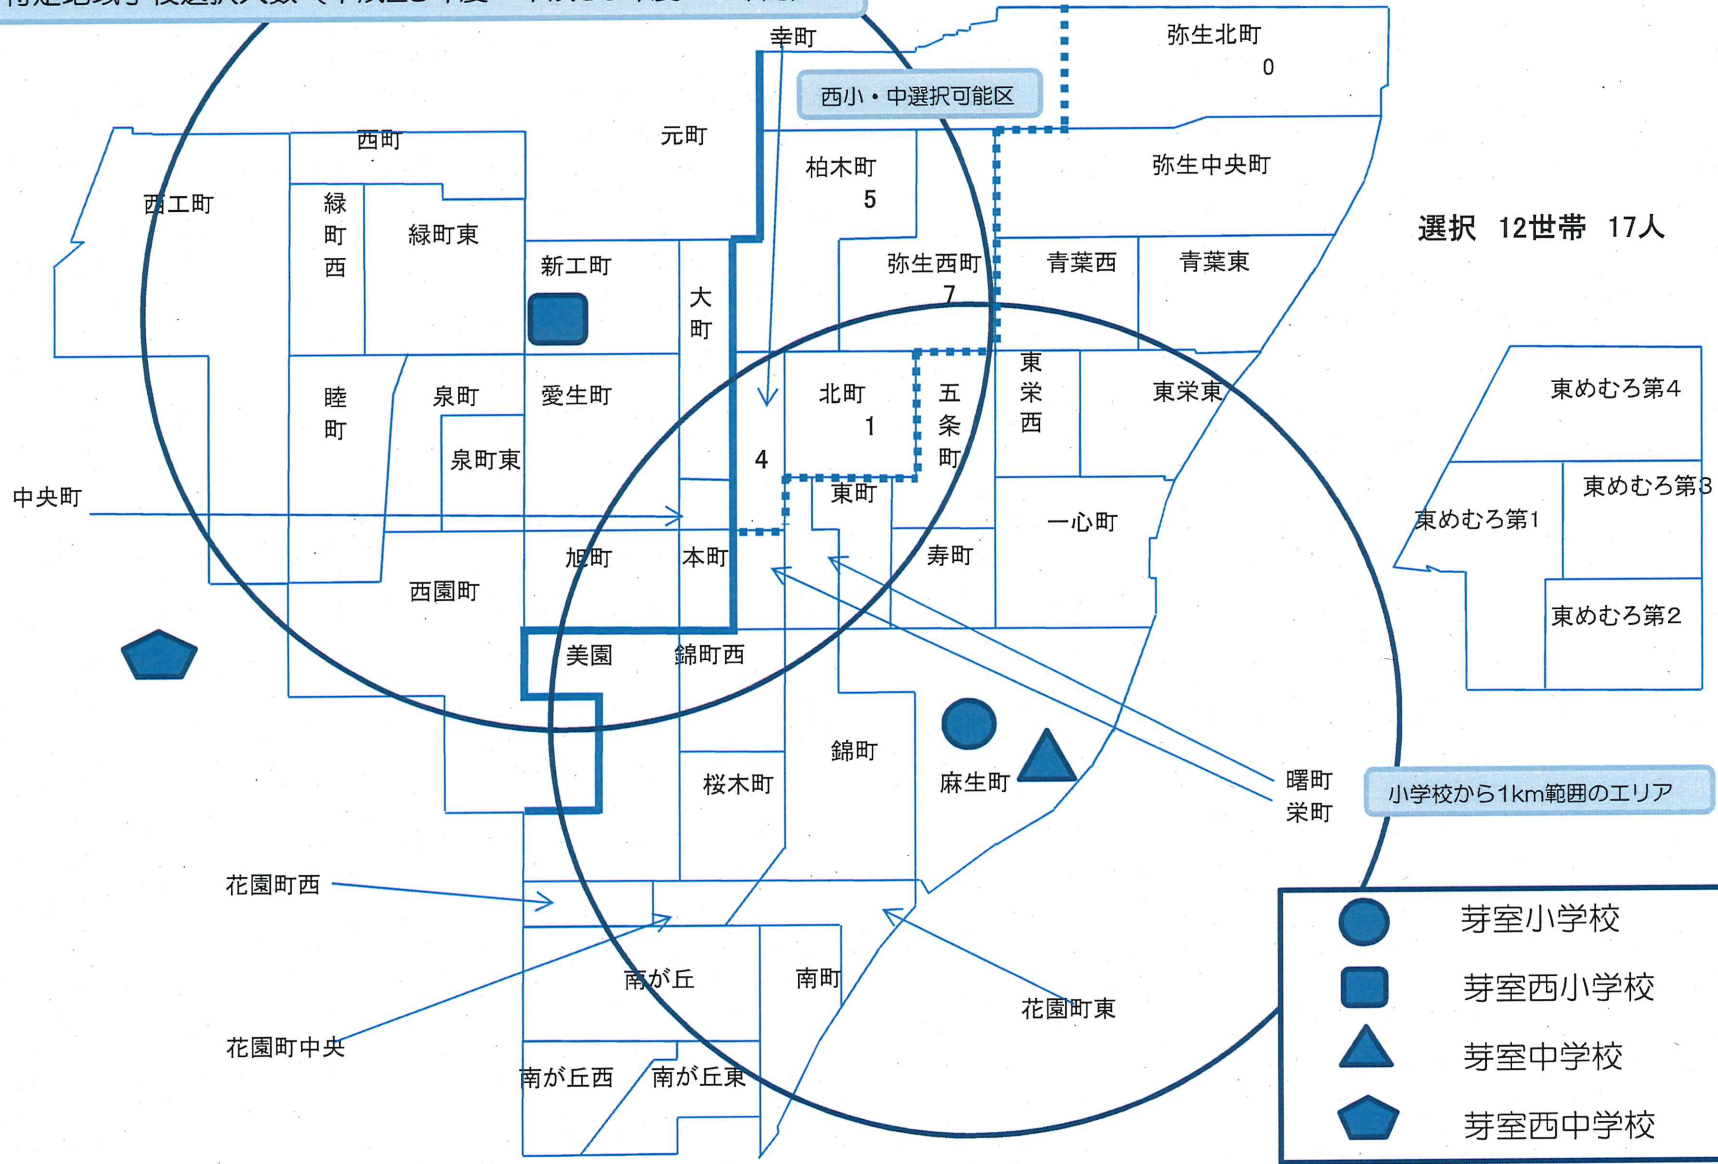 幸町
弥生北町
0
西小・中選択可能区
元町
西町
柏木町
5
弥生中央町
西工町
緑町西
緑町東
選択 12世帯 17人
新工町
大町
弥生西町
7
青葉西
青葉東
睦町
泉町
愛生町
北町
1
五条町
東栄西
東栄東
東めむろ第4
泉町東
4
東町
東めむろ第3
中央町
東めむろ第1
一心町
旭町
本町
寿町
西園町
東めむろ第2
美園
錦町西
錦町
桜木町
麻生町
曙町
栄町
小学校から1km範囲のエリア
花園町西
南が丘
南町
花園町東
花園町中央
南が丘西
南が丘東
芽室小学校
芽室西小学校
芽室中学校
芽室西中学校